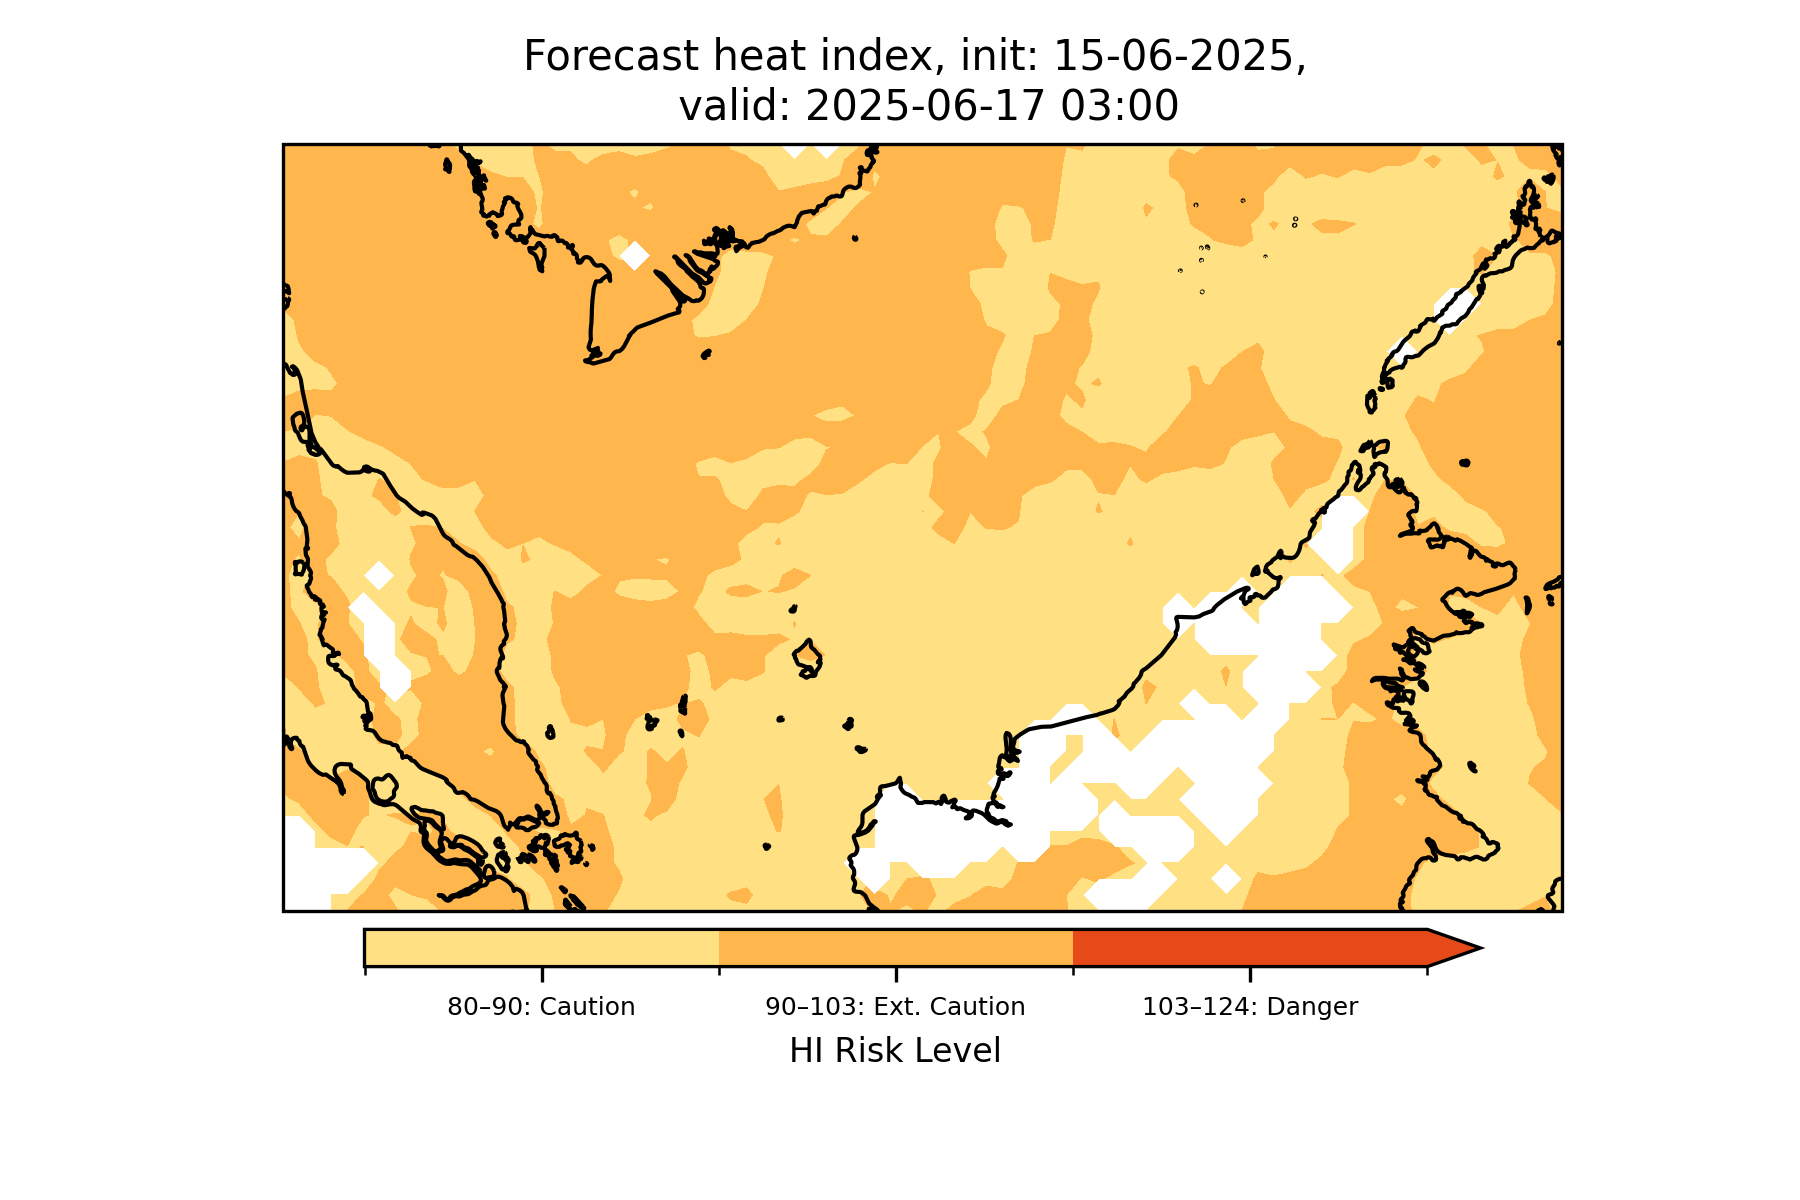 Forecast heat index, init: 15-06-2025,
valid: 2025-06-17 03:00
80–90: Caution
90–103: Ext. Caution
103–124: Danger
HI Risk Level